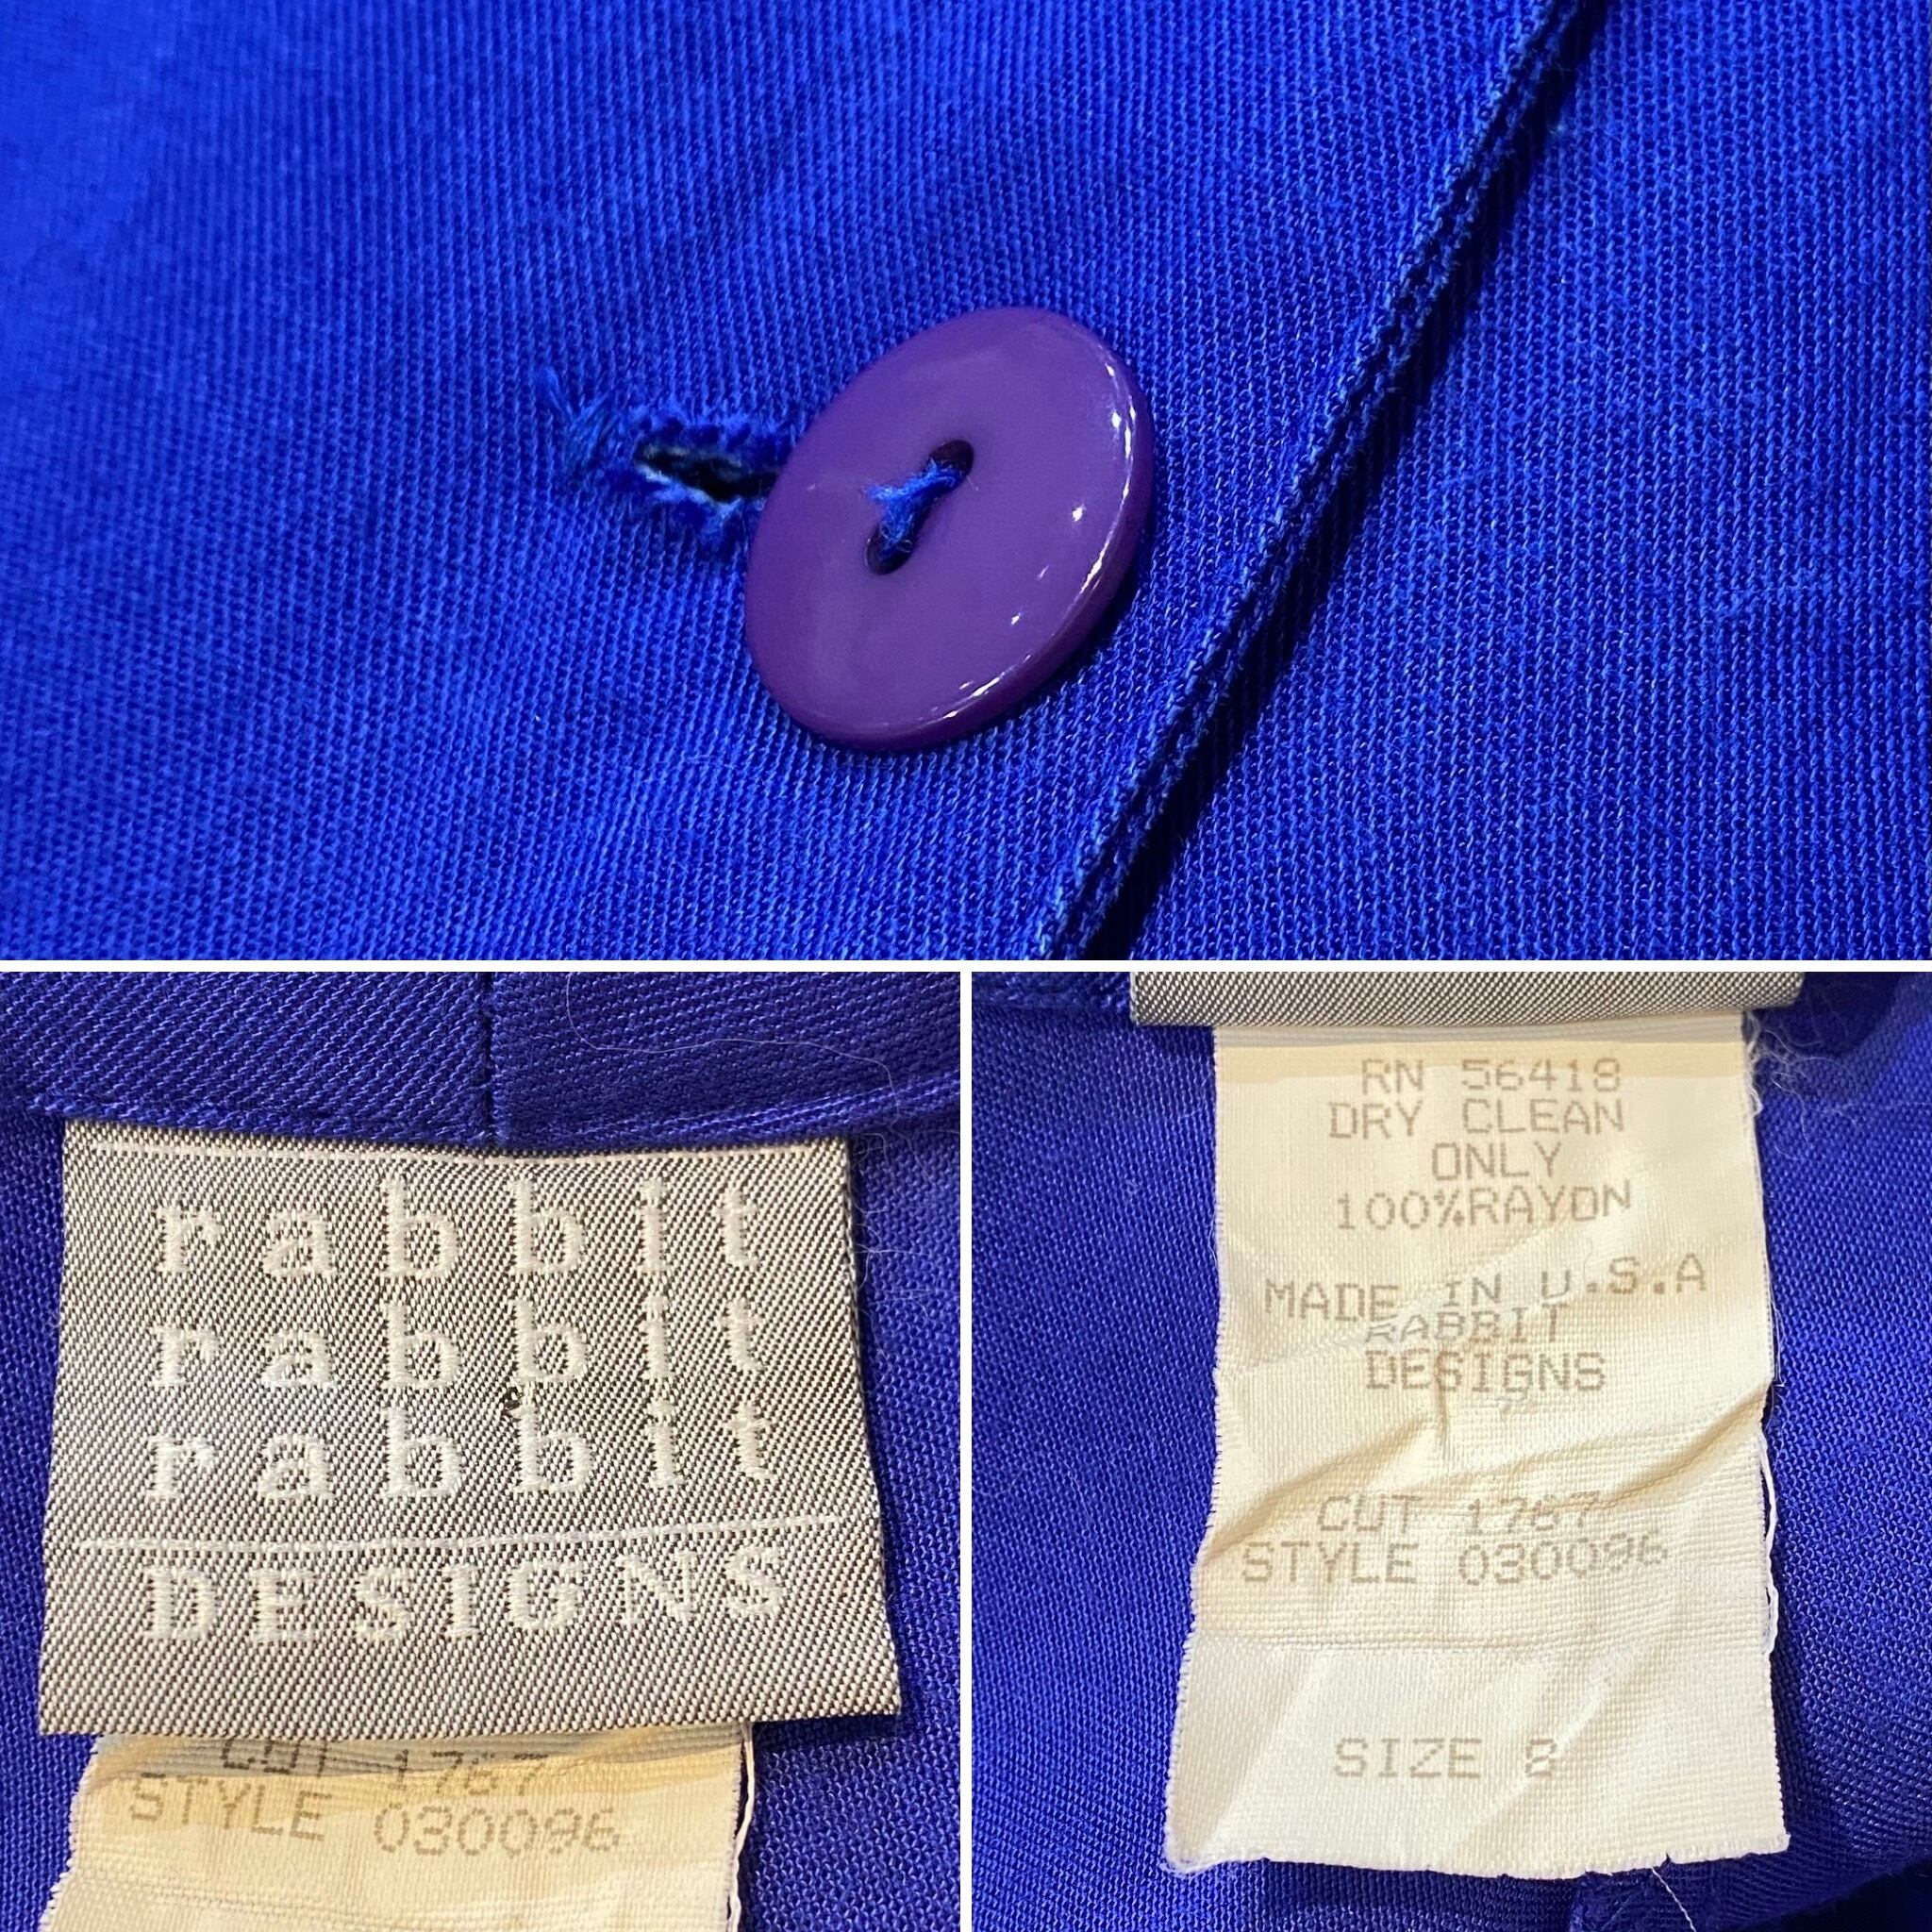 rabbit
rabbit
rabbit
DESIGNS
CUT 1767
STYLE 030096
RN 56418
DRY CLEAN
ONLY
100%RAYON
MADE IN U.S.A
RABBIT
DESIGNS
CUT 1767
STYLE 030096
SIZE 8